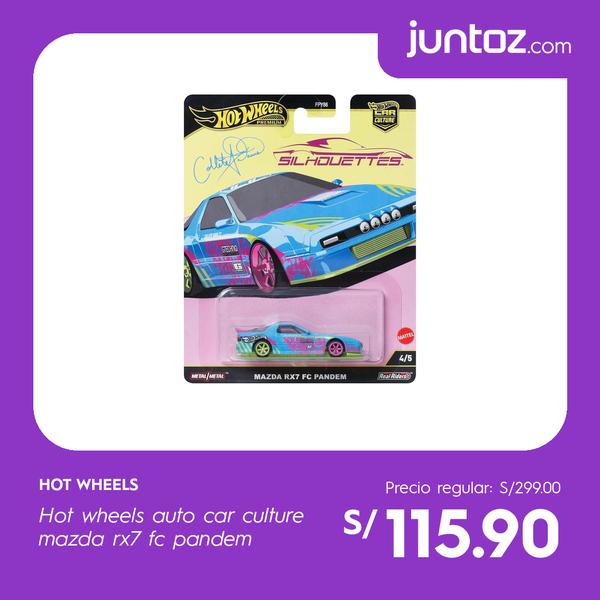 juntoz.com
HOT WHEELS
PREMIUM
FPY86
CAR
CULTURE
SILHOUETTES
MATTEL
4/5
METAL/METAL
MAZDA RX7 FC PANDEM
Real Riders
HOT WHEELS
Precio regular: S/299.00
Hot wheels auto car culture
mazda rx7 fc pandem
S/115.90